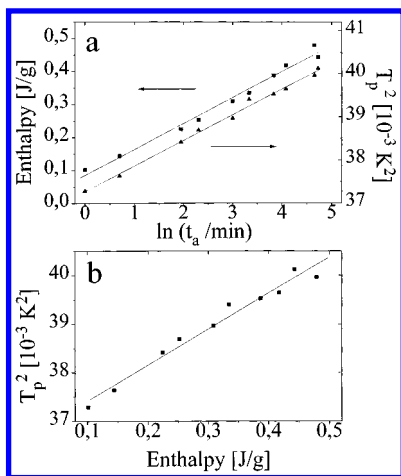 a
Enthalpy [J/g]
0,5
0,4
0,3
0,2
0,1
0,0
0 1 2 3 4 5
ln (t_a /min)
41
40
39
38
37
T_p^2 [10^-3 K^2]
b
T_p^2 [10^-3 K^2]
40
39
38
37
0,1 0,2 0,3 0,4 0,5
Enthalpy [J/g]